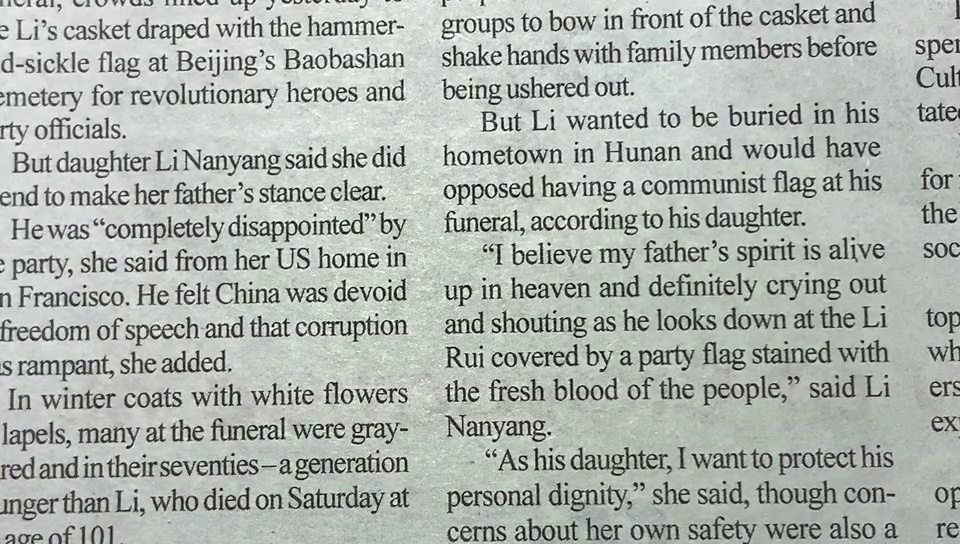 Li's casket draped with the hammer-
d-sickle flag at Beijing's Baobashan
emetery for revolutionary heroes and
rty officials.
But daughter Li Nanyang said she did
end to make her father's stance clear.
He was “completely disappointed” by
e party, she said from her US home in
n Francisco. He felt China was devoid
freedom of speech and that corruption
s rampant, she added.
In winter coats with white flowers
lapels, many at the funeral were gray-
red and in their seventies – a generation
unger than Li, who died on Saturday at
age of 101.
groups to bow in front of the casket and
shake hands with family members before
being ushered out.
But Li wanted to be buried in his
hometown in Hunan and would have
opposed having a communist flag at his
funeral, according to his daughter.
“I believe my father's spirit is alive
up in heaven and definitely crying out
and shouting as he looks down at the Li
Rui covered by a party flag stained with
the fresh blood of the people,” said Li
Nanyang.
“As his daughter, I want to protect his
personal dignity,” she said, though con-
cerns about her own safety were also a
sper
Cult
tate
for
the
soc
top
wh
ers
ex
op
re